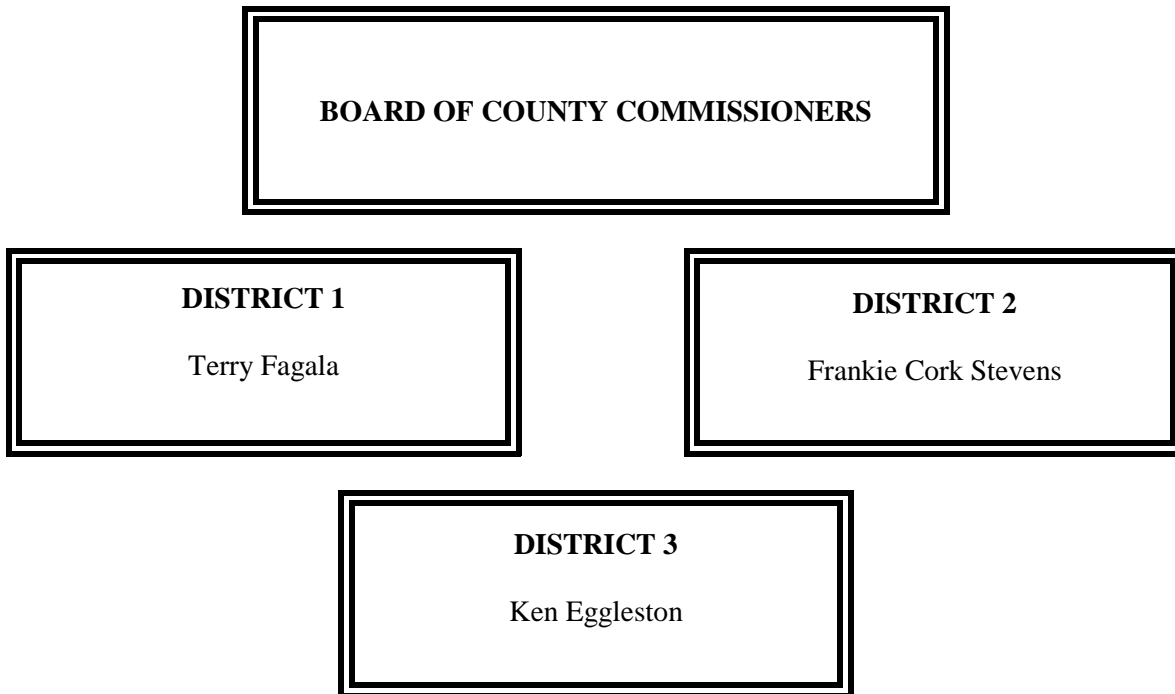 BOARD OF COUNTY COMMISSIONERS
DISTRICT 1
Terry Fagala
DISTRICT 2
Frankie Cork Stevens
DISTRICT 3
Ken Eggleston